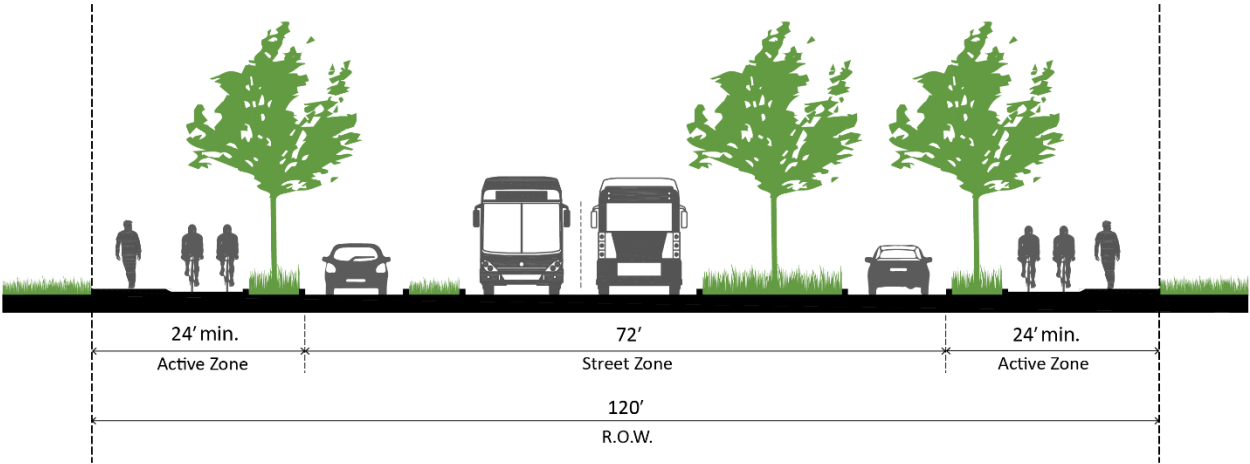 24' min.
Active Zone
72'
Street Zone
24' min.
Active Zone
120'
R.O.W.